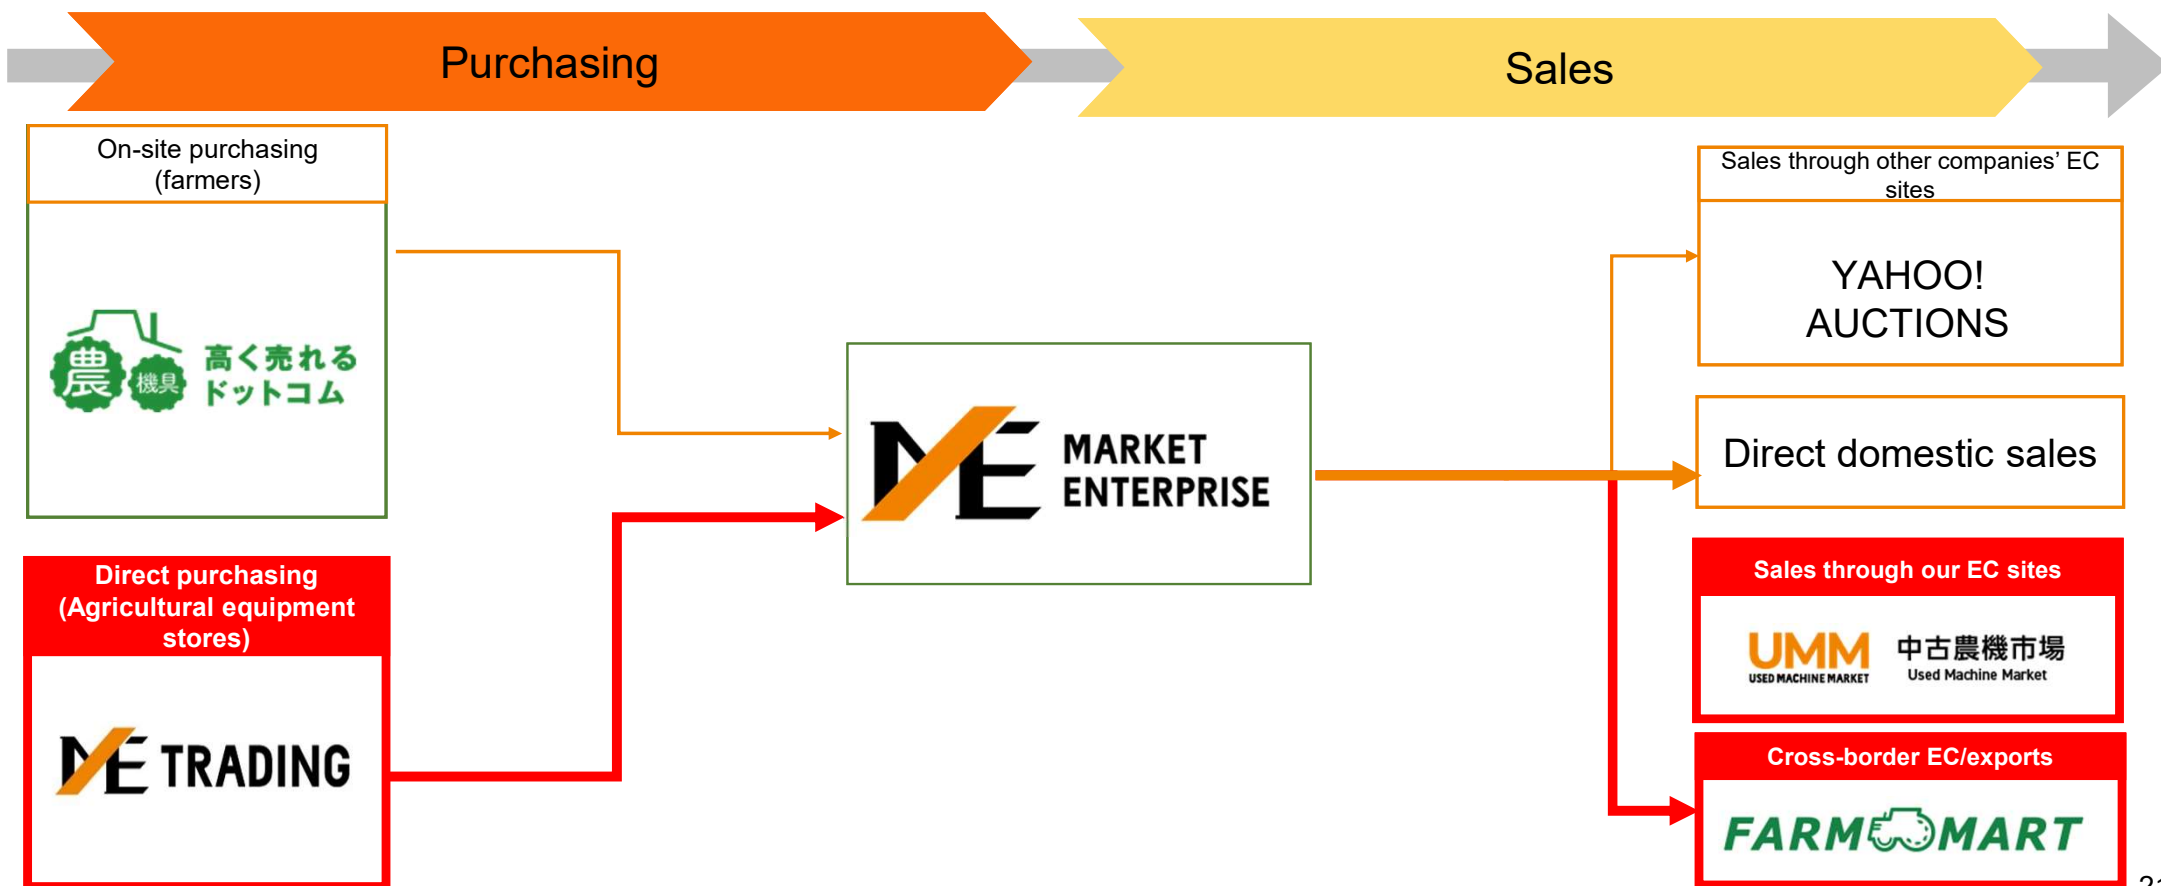 Purchasing
Sales
On-site purchasing
(farmers)
農
機具
高く売れる
ドットコム
Direct purchasing
(Agricultural equipment
stores)
ME TRADING
ME
MARKET
ENTERPRISE
Sales through other companies’ EC
sites
YAHOO!
AUCTIONS
Direct domestic sales
Sales through our EC sites
UMM
USED MACHINE MARKET
中古農機市場
Used Machine Market
Cross-border EC/exports
FARM MART